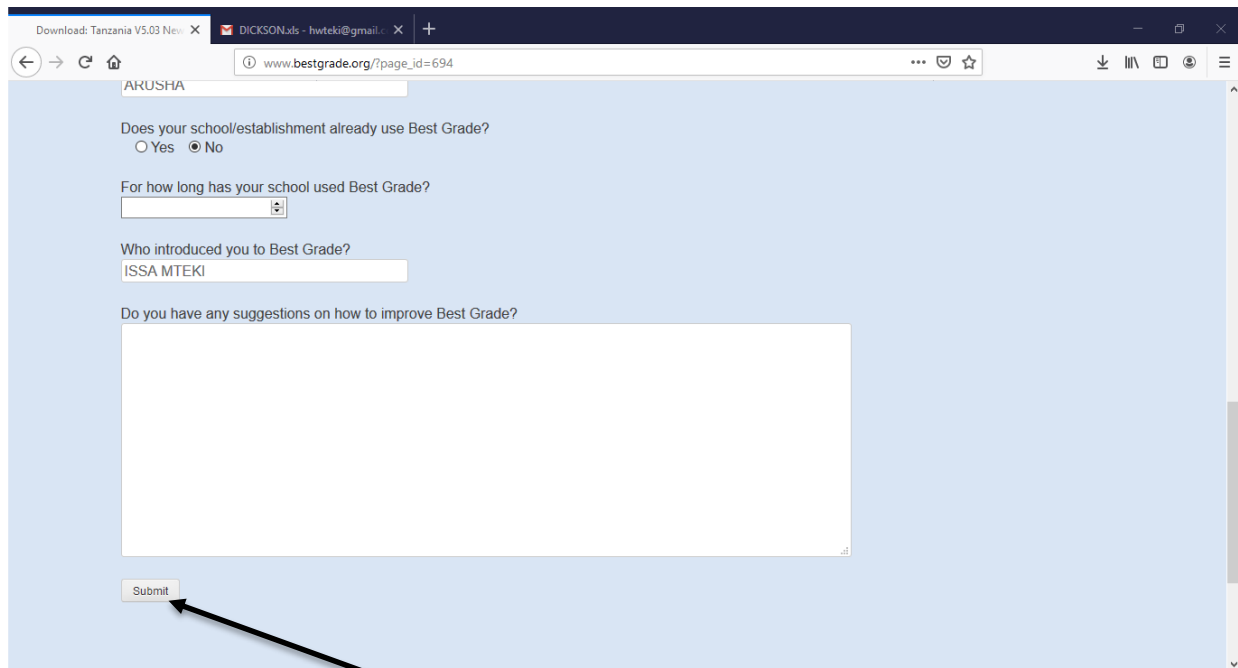 Download: Tanzania V5.03 New
DICKSON.xls - hwteki@gmail.c
www.bestgrade.org/?page_id=694
ARUSHA
Does your school/establishment already use Best Grade?
Yes No
For how long has your school used Best Grade?
Who introduced you to Best Grade?
ISSA MTEKI
Do you have any suggestions on how to improve Best Grade?
Submit